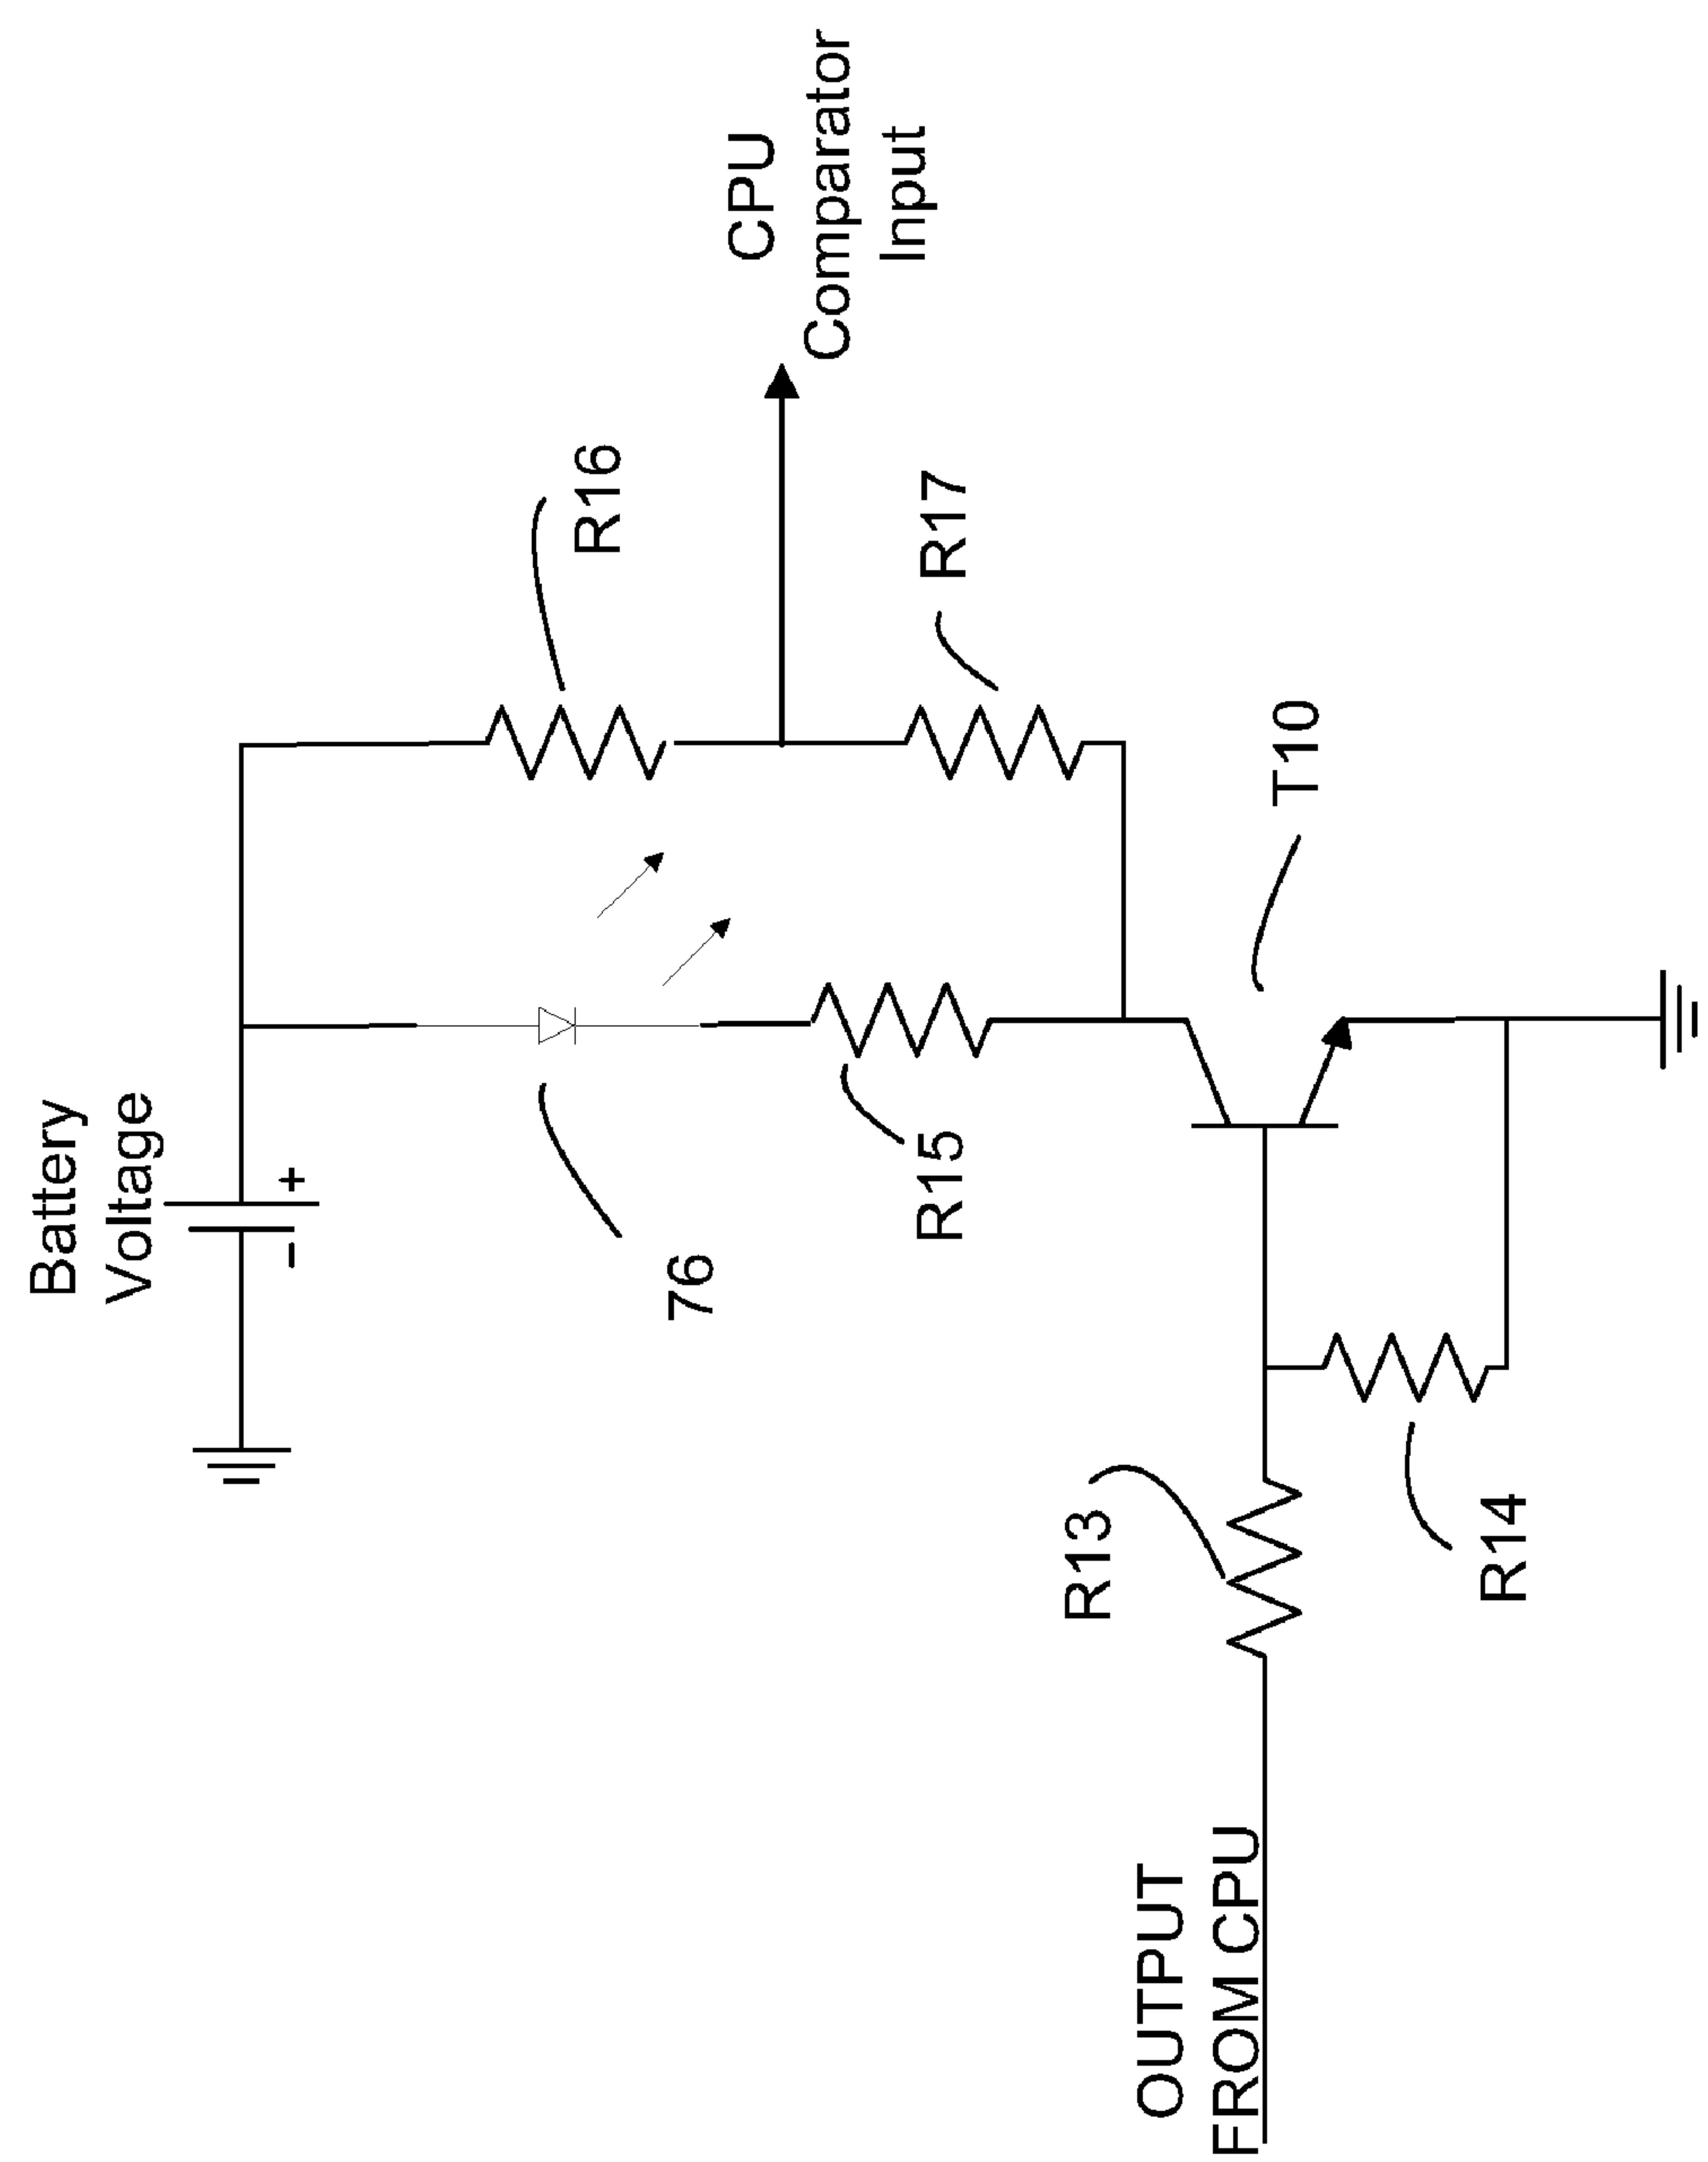 Battery
Voltage
− +
76
R15
R16
CPU
Comparator
Input
R17
T10
R13
R14
OUTPUT
FROM CPU